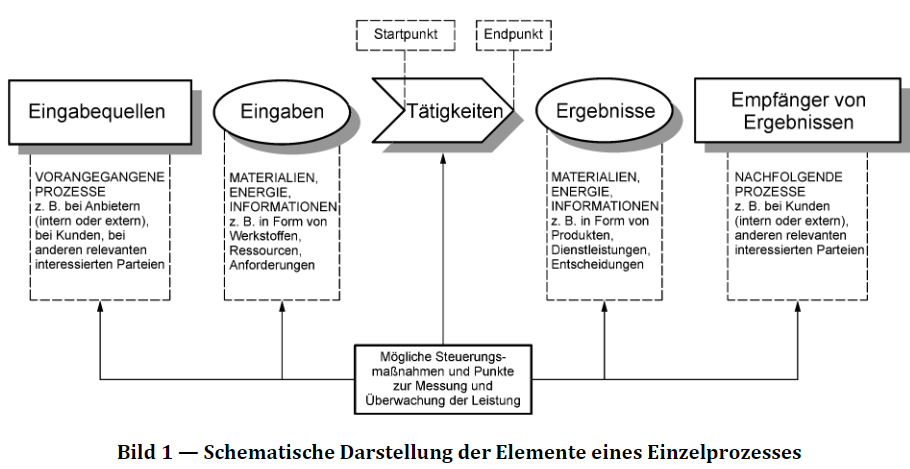 Startpunkt
Endpunkt
Eingabequellen
Eingaben
Tätigkeiten
Ergebnisse
Empfänger von
Ergebnissen
VORANGEGANGENE
PROZESSE
z. B. bei Anbietern
(intern oder extern),
bei Kunden, bei
anderen relevanten
interessierten Parteien
MATERIALIEN,
ENERGIE,
INFORMATIONEN
z. B. in Form von
Werkstoffen,
Ressourcen,
Anforderungen
MATERIALIEN,
ENERGIE,
INFORMATIONEN
z. B. in Form von
Produkten,
Dienstleistungen,
Entscheidungen
NACHFOLGENDE
PROZESSE
z. B. bei Kunden
(intern oder extern),
anderen relevanten
interessierten Parteien
Mögliche Steuerungs-
maßnahmen und Punkte
zur Messung und
Überwachung der Leistung
Bild 1 — Schematische Darstellung der Elemente eines Einzelprozesses